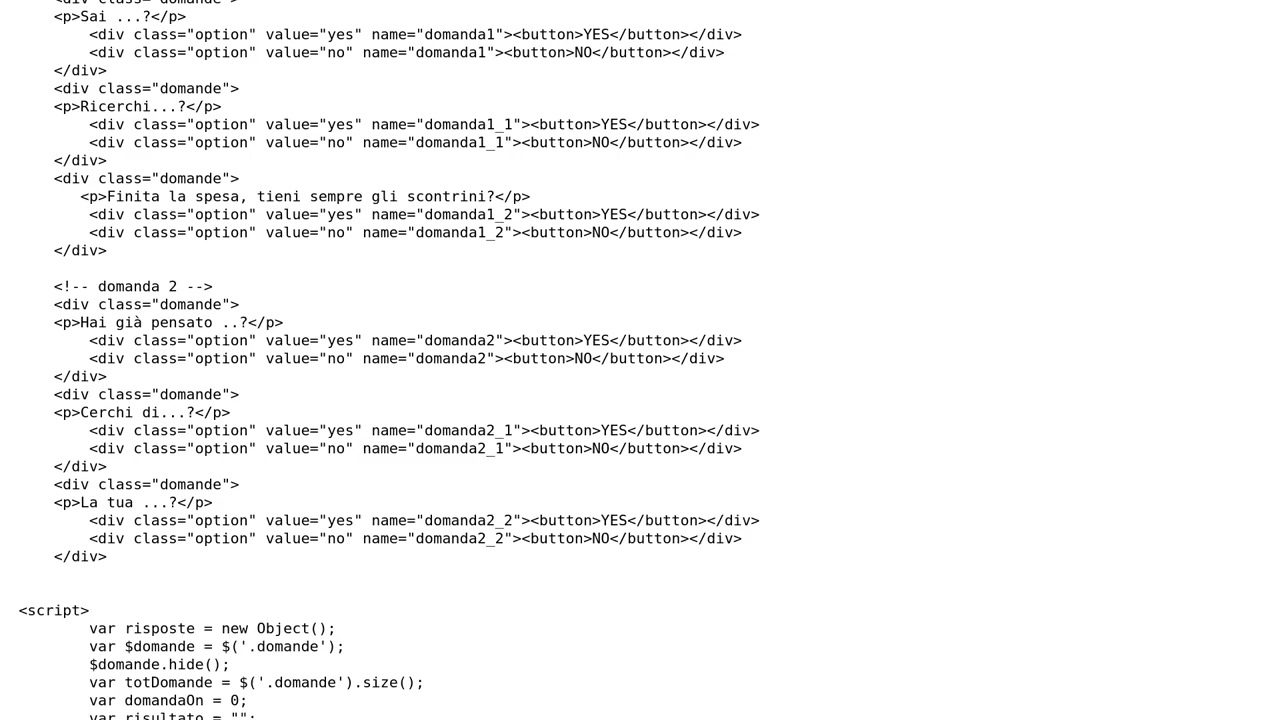 <div class="domande">
<p>Sai ...?</p>
<div class="option" value="yes" name="domanda1"><button>YES</button></div>
<div class="option" value="no" name="domanda1"><button>NO</button></div>
</div>
<div class="domande">
<p>Ricerchi...?</p>
<div class="option" value="yes" name="domanda1_1"><button>YES</button></div>
<div class="option" value="no" name="domanda1_1"><button>NO</button></div>
</div>
<div class="domande">
<p>Finita la spesa, tieni sempre gli scontrini?</p>
<div class="option" value="yes" name="domanda1_2"><button>YES</button></div>
<div class="option" value="no" name="domanda1_2"><button>NO</button></div>
</div>
<!-- domanda 2 -->
<div class="domande">
<p>Hai già pensato ..?</p>
<div class="option" value="yes" name="domanda2"><button>YES</button></div>
<div class="option" value="no" name="domanda2"><button>NO</button></div>
</div>
<div class="domande">
<p>Cerchi di...?</p>
<div class="option" value="yes" name="domanda2_1"><button>YES</button></div>
<div class="option" value="no" name="domanda2_1"><button>NO</button></div>
</div>
<div class="domande">
<p>La tua ...?</p>
<div class="option" value="yes" name="domanda2_2"><button>YES</button></div>
<div class="option" value="no" name="domanda2_2"><button>NO</button></div>
</div>
<script>
var risposte = new Object();
var $domande = $('.domande');
$domande.hide();
var totDomande = $('.domande').size();
var domandaOn = 0;
var risultato = "";